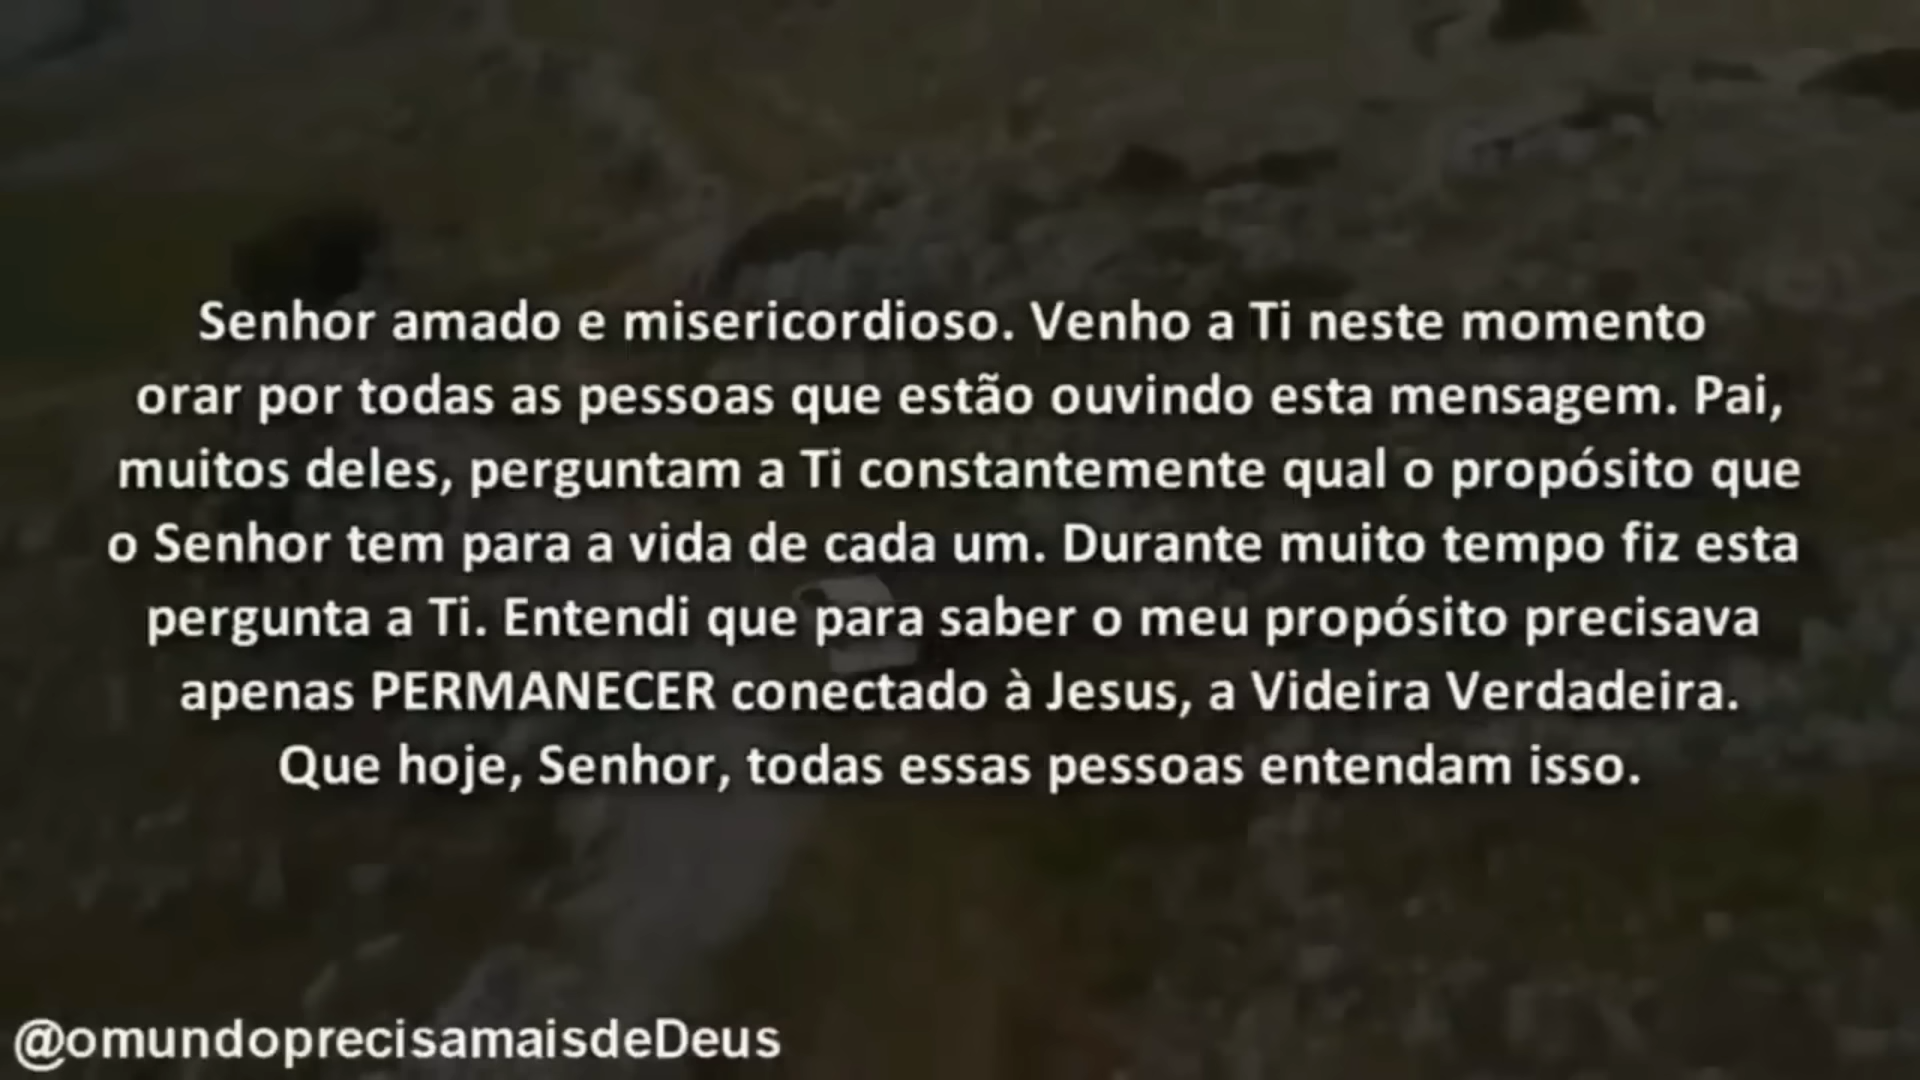 Senhor amado e misericordioso. Venho a Ti neste momento
orar por todas as pessoas que estão ouvindo esta mensagem. Pai,
muitos deles, perguntam a Ti constantemente qual o propósito que
o Senhor tem para a vida de cada um. Durante muito tempo fiz esta
pergunta a Ti. Entendi que para saber o meu propósito precisava
apenas PERMANECER conectado à Jesus, a Videira Verdadeira.
Que hoje, Senhor, todas essas pessoas entendam isso.
@omundoprecisamaisdeDeus